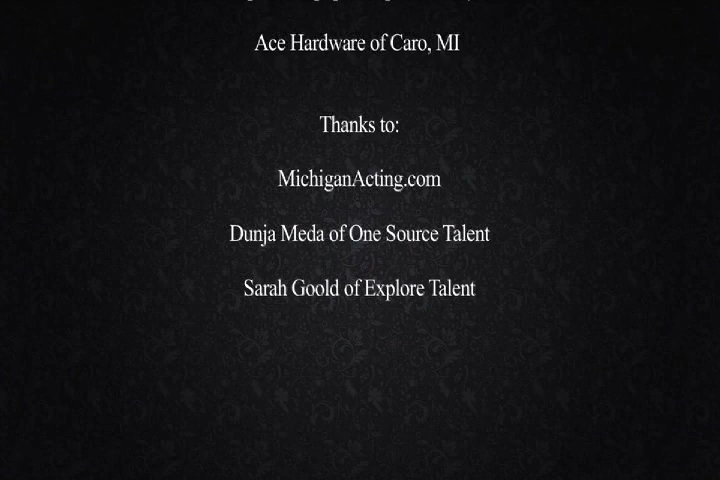 Ace Hardware of Caro, MI
Thanks to:
MichiganActing.com
Dunja Meda of One Source Talent
Sarah Goold of Explore Talent